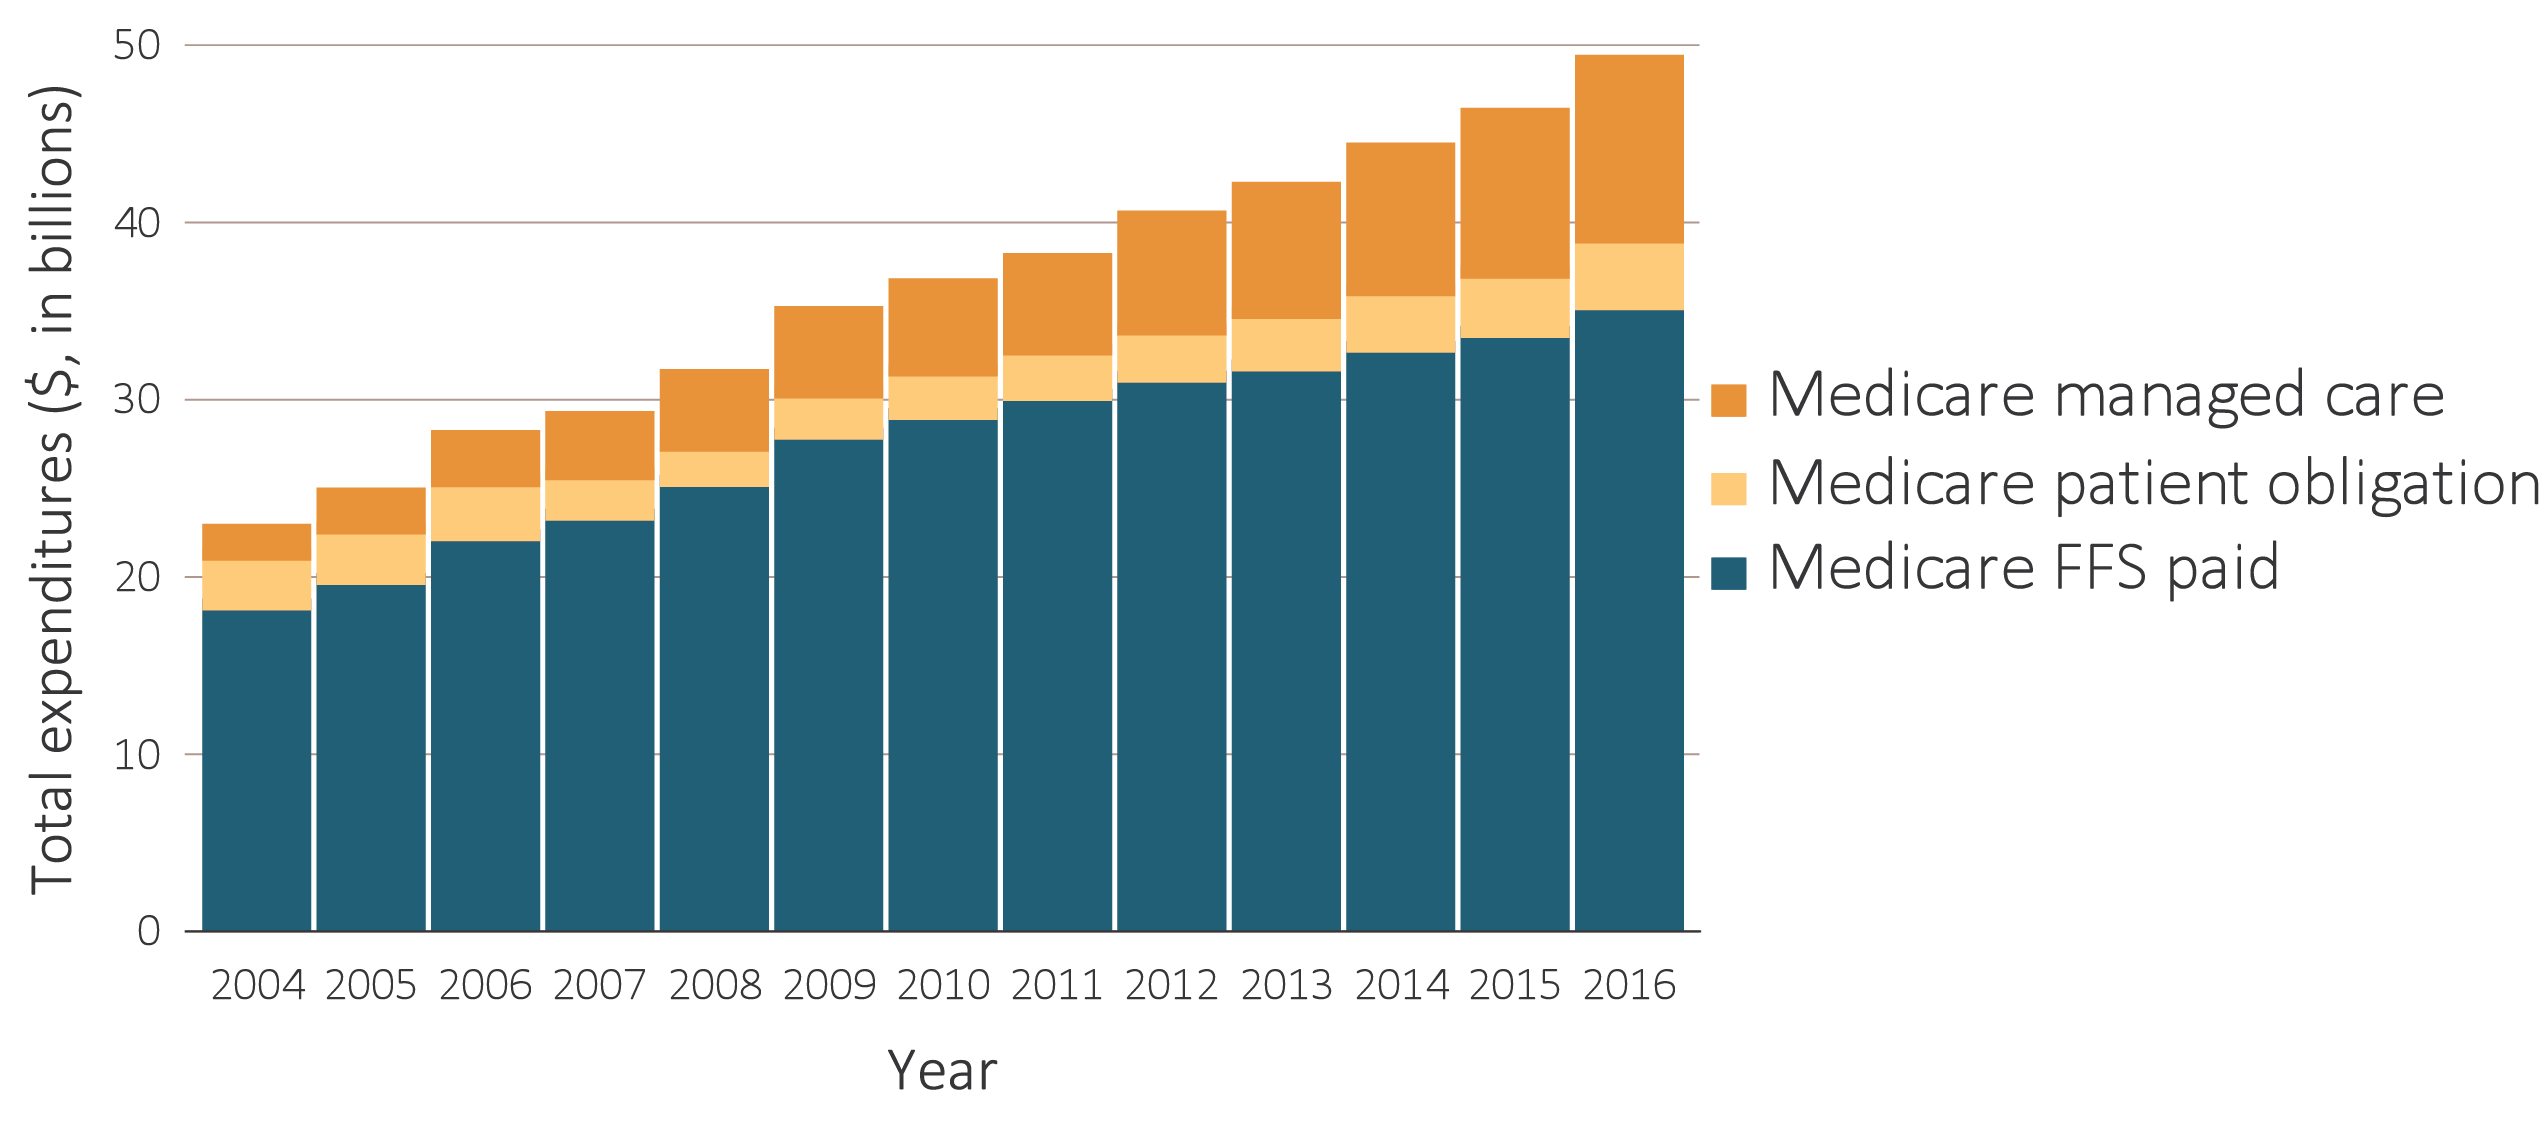 Total expenditures ($, in billions)
50
40
30
20
10
0
2004 2005 2006 2007 2008 2009 2010 2011 2012 2013 2014 2015 2016
Year
Medicare managed care
Medicare patient obligation
Medicare FFS paid